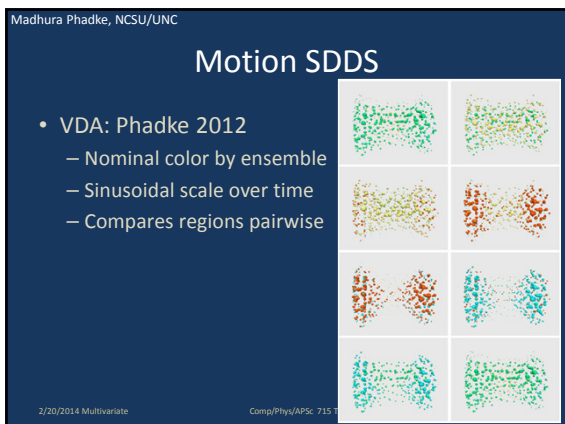 Madhura Phadke, NCSU/UNC
Motion SDDS
• VDA: Phadke 2012
– Nominal color by ensemble
– Sinusoidal scale over time
– Compares regions pairwise
2/20/2014 Multivariate
Comp/Phys/APSc 715 T